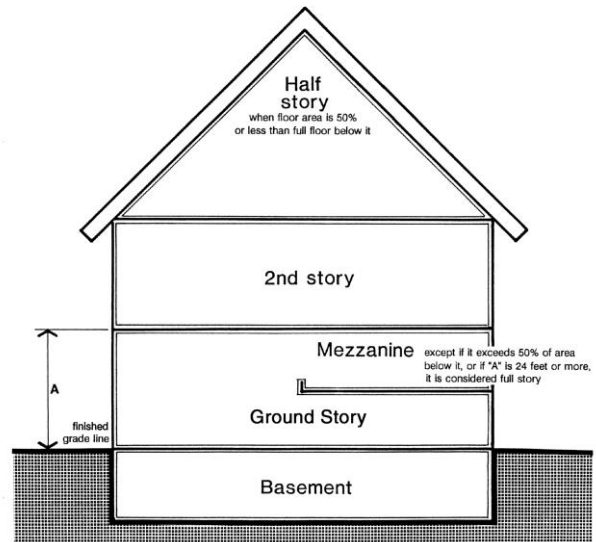 Half
story
when floor area is 50%
or less than full floor below it
2nd story
Mezzanine except if it exceeds 50% of area
below it, or if "A" is 24 feet or more,
it is considered full story
A
Ground Story
finished
grade line
Basement